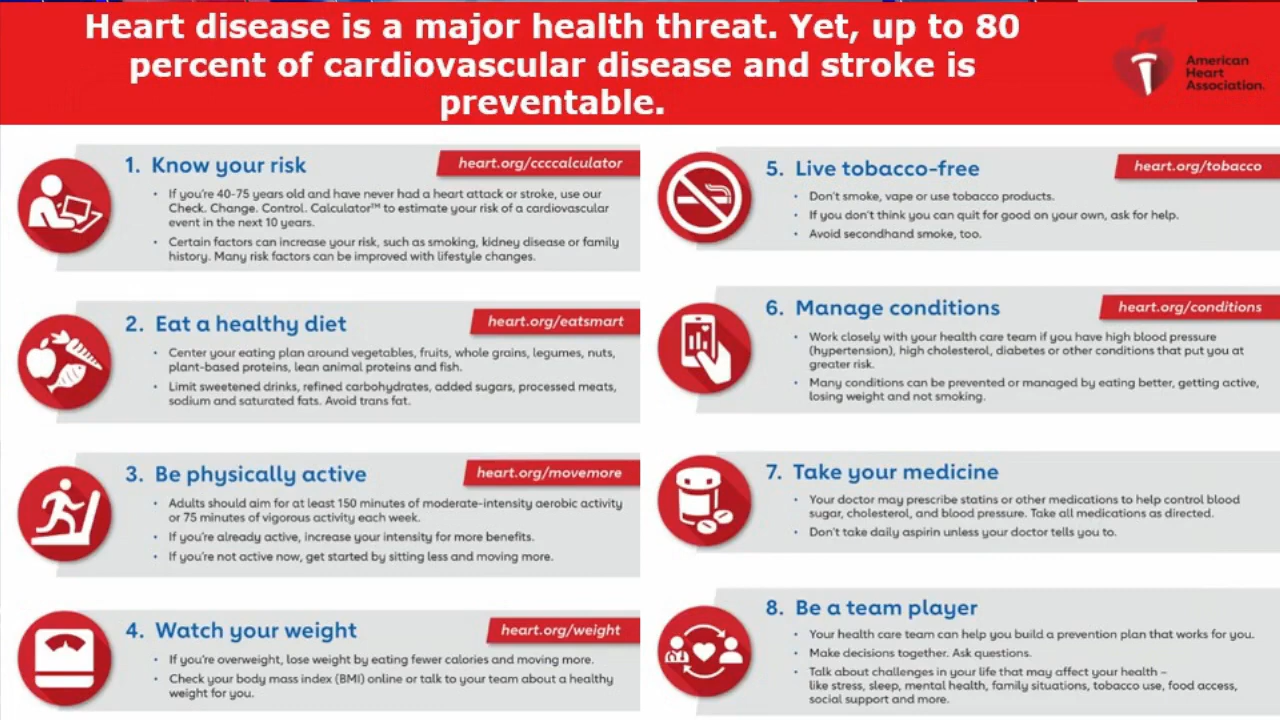 Heart disease is a major health threat. Yet, up to 80
percent of cardiovascular disease and stroke is
preventable.
American
Heart
Association.
1. Know your risk
heart.org/ccccalculator
• If you're 40-75 years old and have never had a heart attack or stroke, use our
Check. Change. Control. Calculator™ to estimate your risk of a cardiovascular
event in the next 10 years.
• Certain factors can increase your risk, such as smoking, kidney disease or family
history. Many risk factors can be improved with lifestyle changes.
2. Eat a healthy diet
heart.org/eatsmart
• Center your eating plan around vegetables, fruits, whole grains, legumes, nuts,
plant-based proteins, lean animal proteins and fish.
• Limit sweetened drinks, refined carbohydrates, added sugars, processed meats,
sodium and saturated fats. Avoid trans fat.
3. Be physically active
heart.org/movemore
• Adults should aim for at least 150 minutes of moderate-intensity aerobic activity
or 75 minutes of vigorous activity each week.
• If you're already active, increase your intensity for more benefits.
• If you're not active now, get started by sitting less and moving more.
4. Watch your weight
heart.org/weight
• If you're overweight, lose weight by eating fewer calories and moving more.
• Check your body mass index (BMI) online or talk to your team about a healthy
weight for you.
5. Live tobacco-free
heart.org/tobacco
• Don't smoke, vape or use tobacco products.
• If you don't think you can quit for good on your own, ask for help.
• Avoid secondhand smoke, too.
6. Manage conditions
heart.org/conditions
• Work closely with your health care team if you have high blood pressure
(hypertension), high cholesterol, diabetes or other conditions that put you at
greater risk.
• Many conditions can be prevented or managed by eating better, getting active,
losing weight and not smoking.
7. Take your medicine
• Your doctor may prescribe statins or other medications to help control blood
sugar, cholesterol, and blood pressure. Take all medications as directed.
• Don't take daily aspirin unless your doctor tells you to.
8. Be a team player
• Your health care team can help you build a prevention plan that works for you.
• Make decisions together. Ask questions.
• Talk about challenges in your life that may affect your health –
like stress, sleep, mental health, family situations, tobacco use, food access,
social support and more.